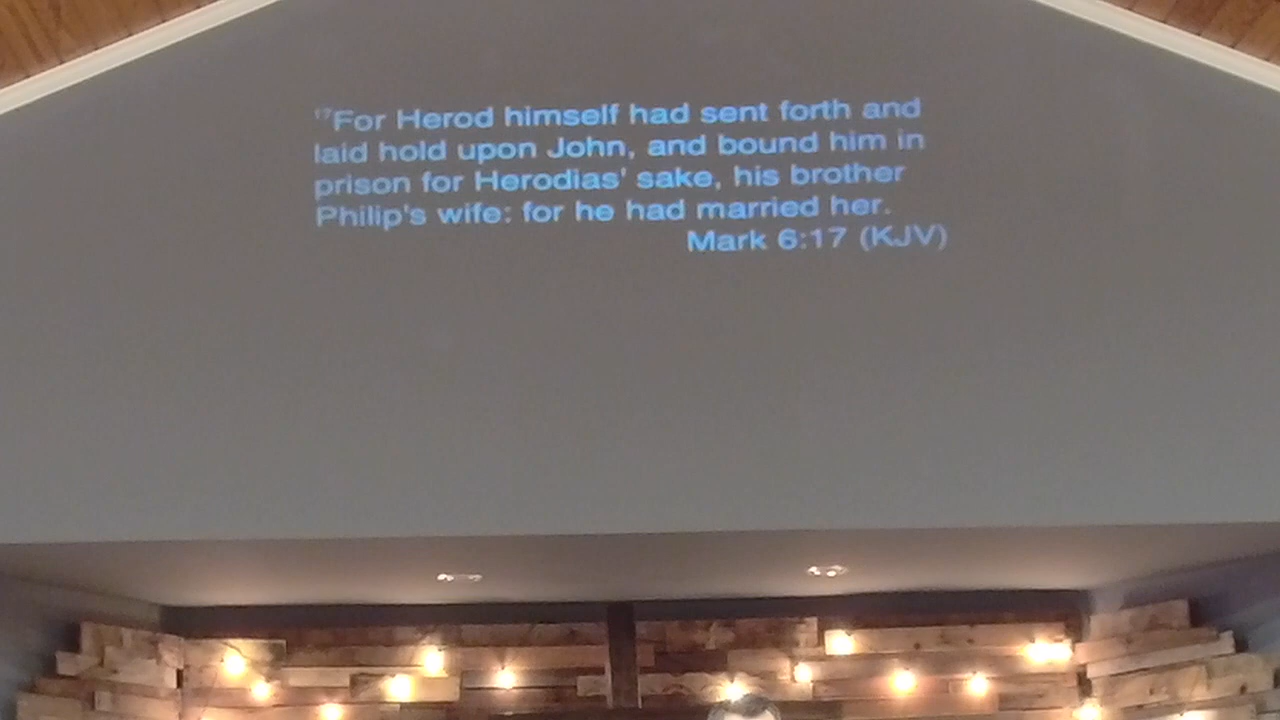 17For Herod himself had sent forth and
laid hold upon John, and bound him in
prison for Herodias' sake, his brother
Philip's wife: for he had married her.
Mark 6:17 (KJV)